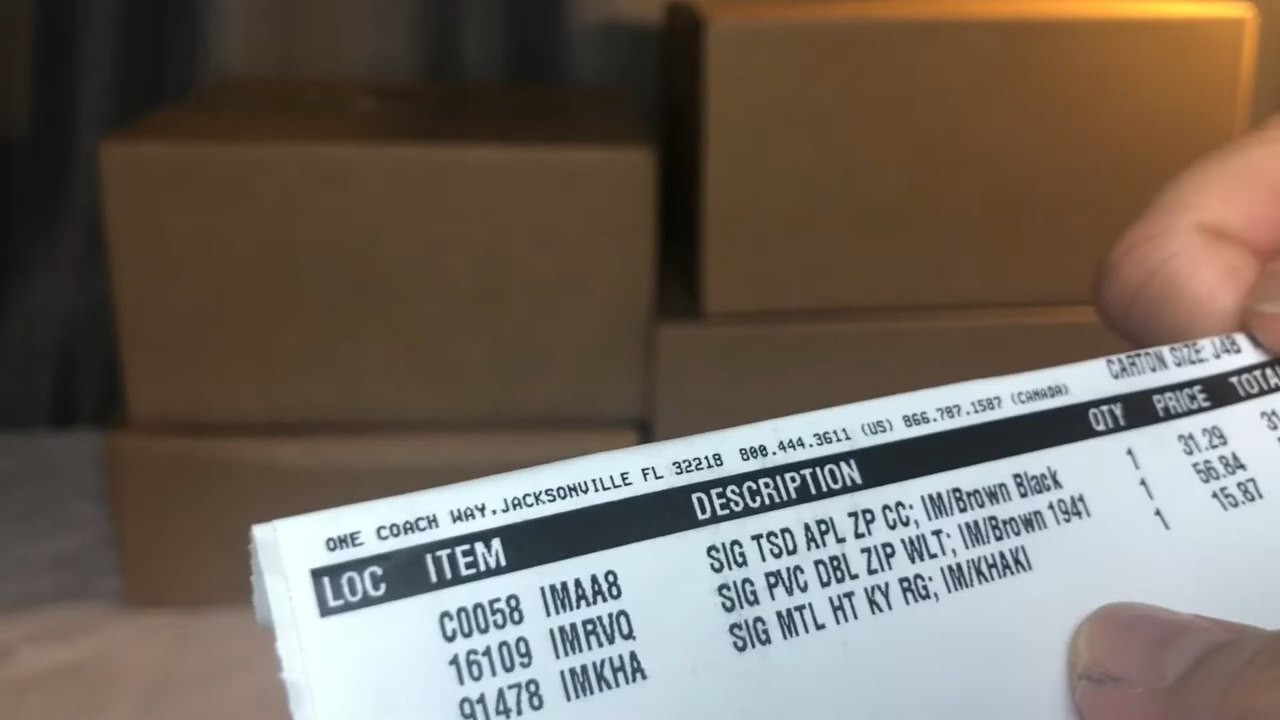 CARTON SIZE: J4B
ONE COACH WAY, JACKSONVILLE FL 32218 800.444.3611 (US) 866.787.1587 (CANADA)
LOC ITEM DESCRIPTION QTY PRICE TOTAL
C0058 IMAA8 SIG TSD APL ZP CC; IM/Brown Black 1 31.29
16109 IMRVQ SIG PVC DBL ZIP WLT; IM/Brown 1941 1 56.84
91478 IMKHA SIG MTL HT KY RG; IM/KHAKI 1 15.87